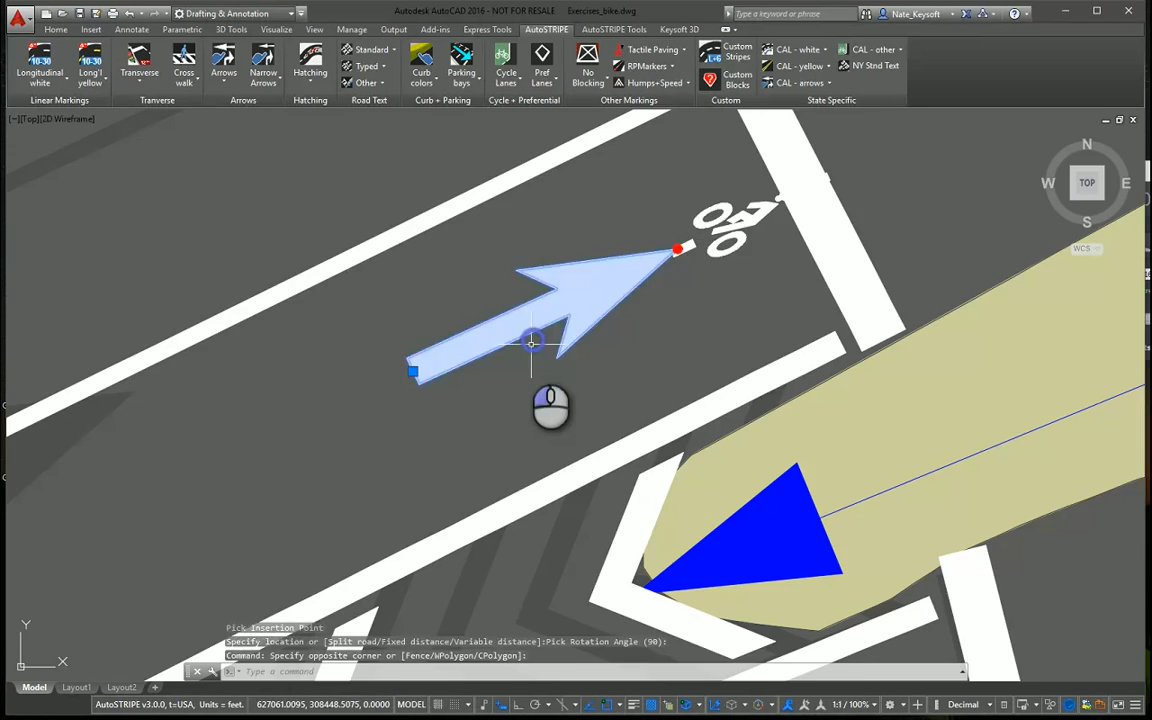 Drafting & Annotation
Autodesk AutoCAD 2016 - NOT FOR RESALE Exercises_bike.dwg
Type a keyword or phrase
Nate_Keysoft
Home Insert Annotate Parametric 3D Tools Visualize View Manage Output Add-ins Express Tools AutoSTRIPE AutoSTRIPE Tools Keysoft 3D
10-30 10-30
Longitudinal white
Long'l yellow
Transverse
Cross walk
Arrows
Narrow Arrows
Hatching
Standard
Typed
Other
Curb colors
Parking bays
Cycle Lanes
Pref Lanes
No Blocking
Tactile Paving
RPMarkers
Humps+Speed
Custom Stripes
Custom Blocks
CAL - white
CAL - yellow
CAL - arrows
CAL - other
NY Stnd Text
Linear Markings Transverse Arrows Hatching Road Text Curb + Parking Cycle + Preferential Other Markings Custom State Specific
[−][Top][2D Wireframe]
N
W TOP E
S
WCS
Y
X
Pick Insertion Point
Specify location or [Split road/Fixed distance/Variable distance]:Pick Rotation Angle (90):
Command: Specify opposite corner or [Fence/WPolygon/CPolygon]:
Type a command
Model Layout1 Layout2 +
AutoSTRIPE v3.0.0, t=USA, Units = feet. 627061.0095, 308448.5075, 0.0000 MODEL 1:1 / 100% Decimal